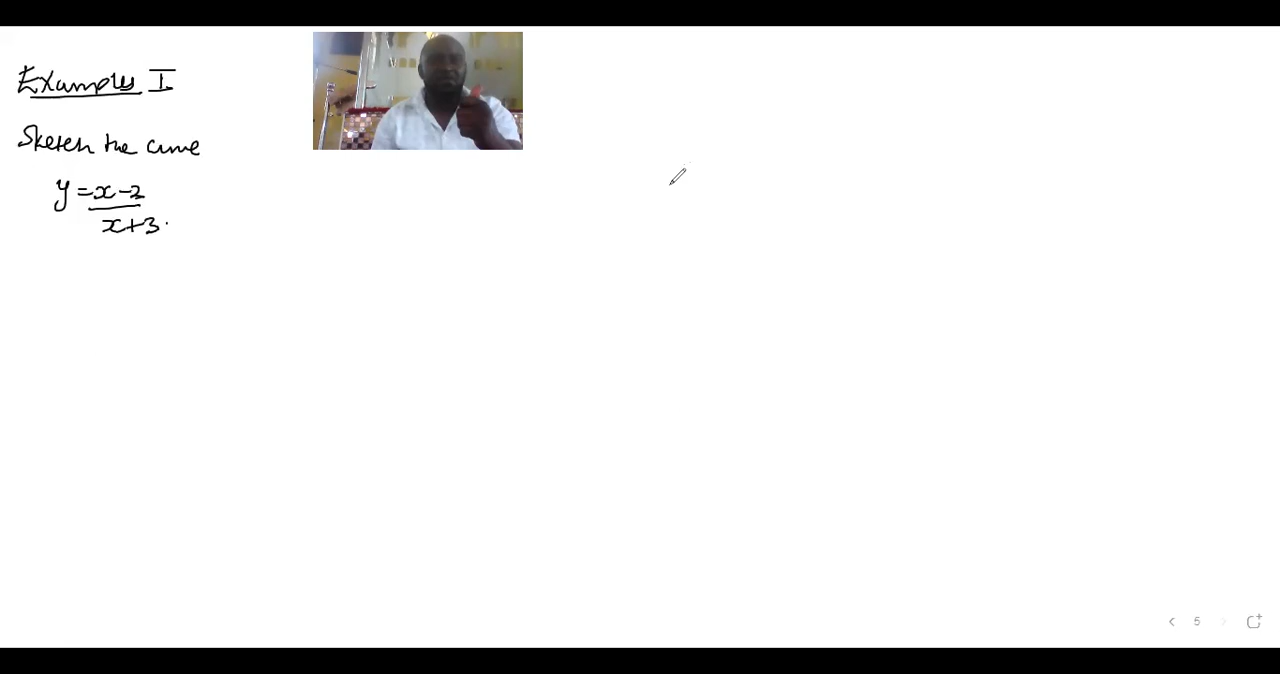 Examples I
Sketch the curve
y = x-2
x+3.
5